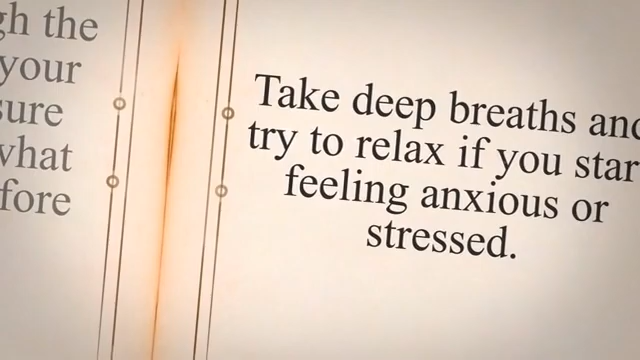 gh the
your
sure
what
fore
Take deep breaths and
try to relax if you star
feeling anxious or
stressed.